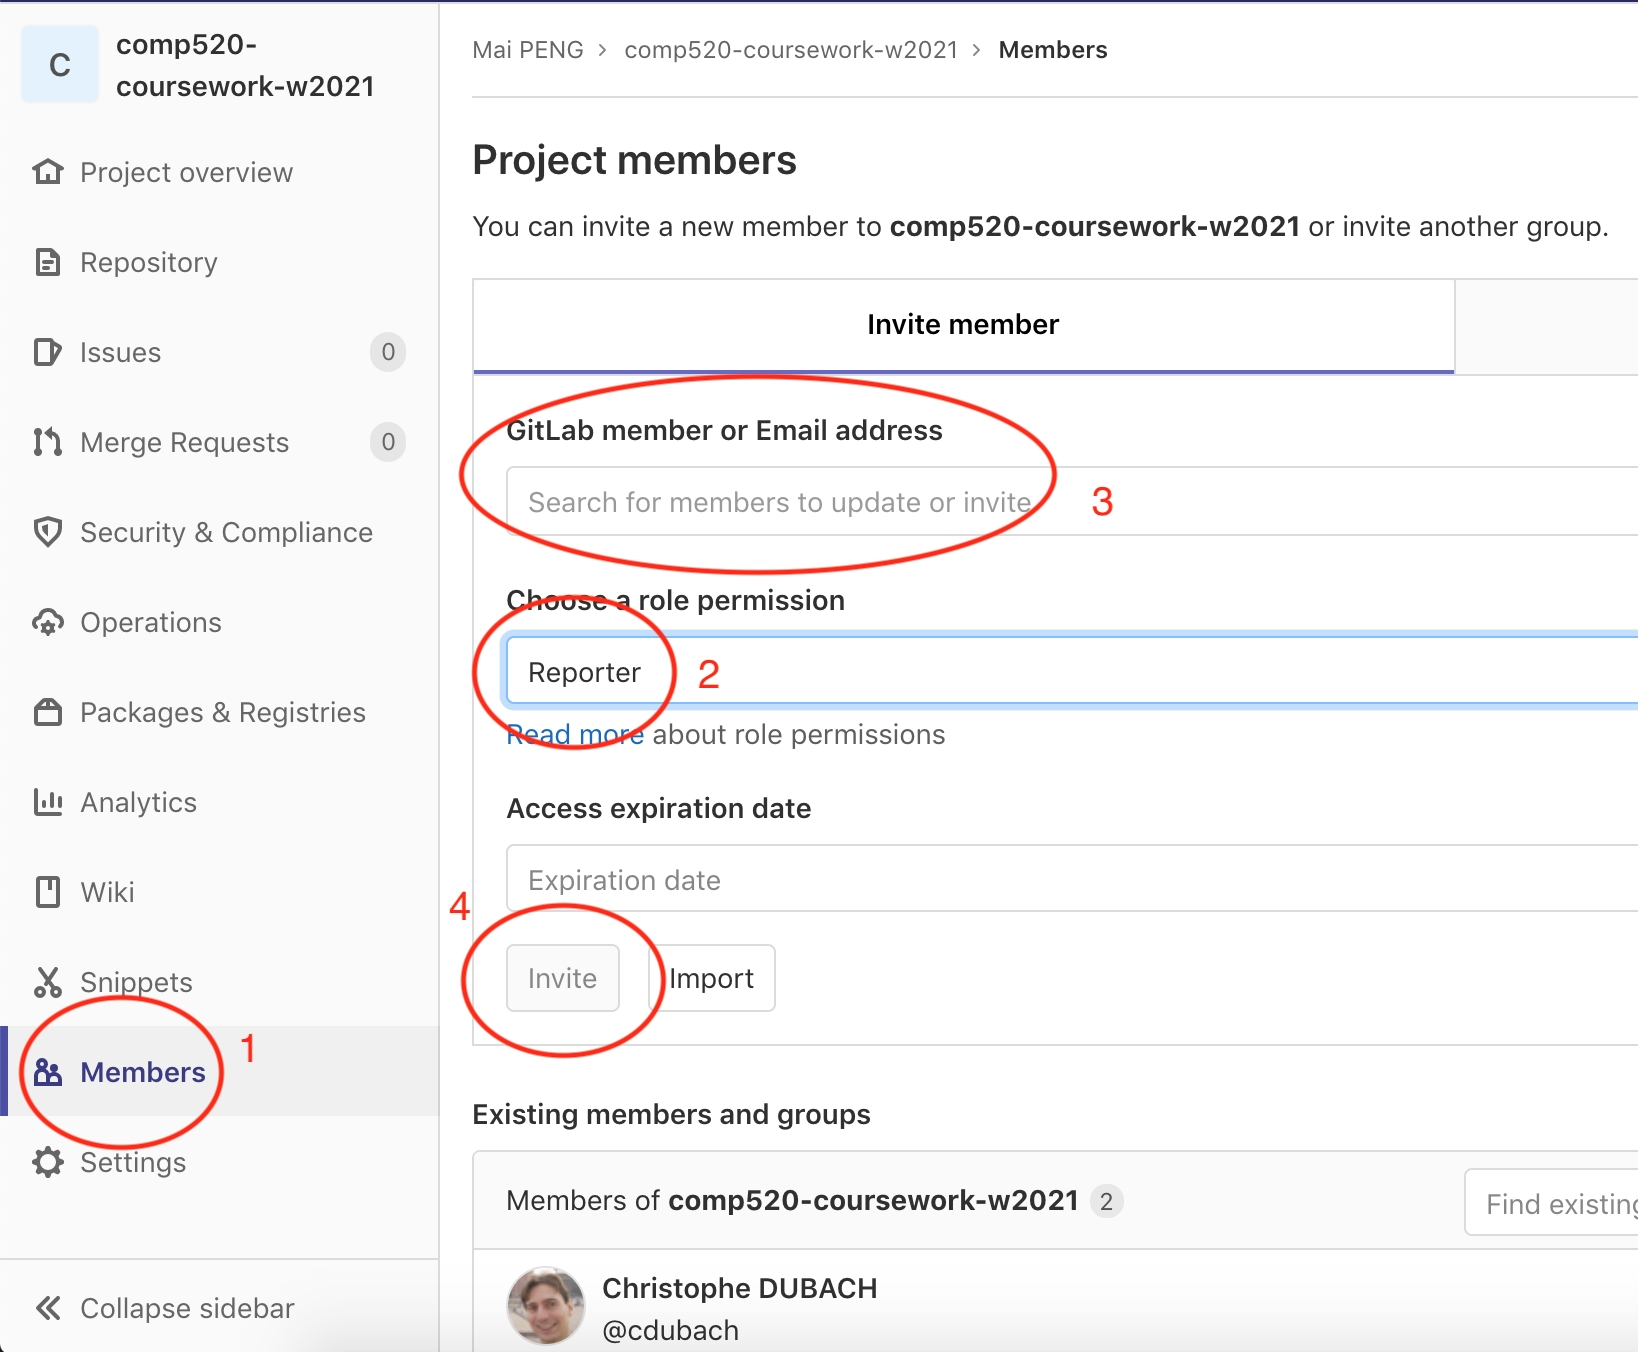 C
comp520-
coursework-w2021
Project overview
Repository
Issues 0
Merge Requests 0
Security & Compliance
Operations
Packages & Registries
Analytics
Wiki
Snippets
Members 1
Settings
Collapse sidebar
Mai PENG > comp520-coursework-w2021 > Members
Project members
You can invite a new member to comp520-coursework-w2021 or invite another group.
Invite member
GitLab member or Email address
Search for members to update or invite 3
Choose a role permission
Reporter 2
Read more about role permissions
Access expiration date
Expiration date
4
Invite Import
Existing members and groups
Members of comp520-coursework-w2021 2
Find existing
Christophe DUBACH
@cdubach